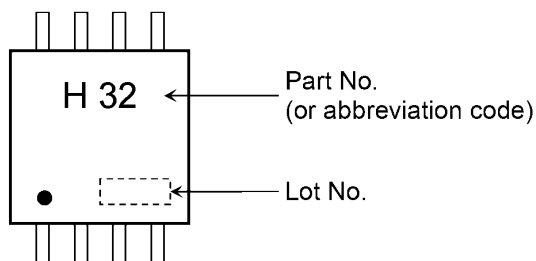 H 32
Part No.
(or abbreviation code)
Lot No.